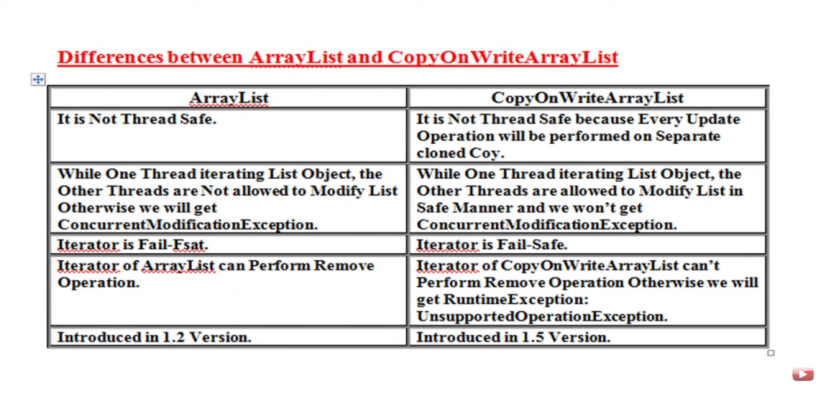 Differences between ArrayList and CopyOnWriteArrayList
ArrayList
CopyOnWriteArrayList
It is Not Thread Safe.
It is Not Thread Safe because Every Update
Operation will be performed on Separate
cloned Coy.
While One Thread iterating List Object, the
Other Threads are Not allowed to Modify List
Otherwise we will get
ConcurrentModificationException.
While One Thread iterating List Object, the
Other Threads are allowed to Modify List in
Safe Manner and we won't get
ConcurrentModificationException.
Iterator is Fail-Fsat.
Iterator is Fail-Safe.
Iterator of ArrayList can Perform Remove
Operation.
Iterator of CopyOnWriteArrayList can't
Perform Remove Operation Otherwise we will
get RuntimeException:
UnsupportedOperationException.
Introduced in 1.2 Version.
Introduced in 1.5 Version.